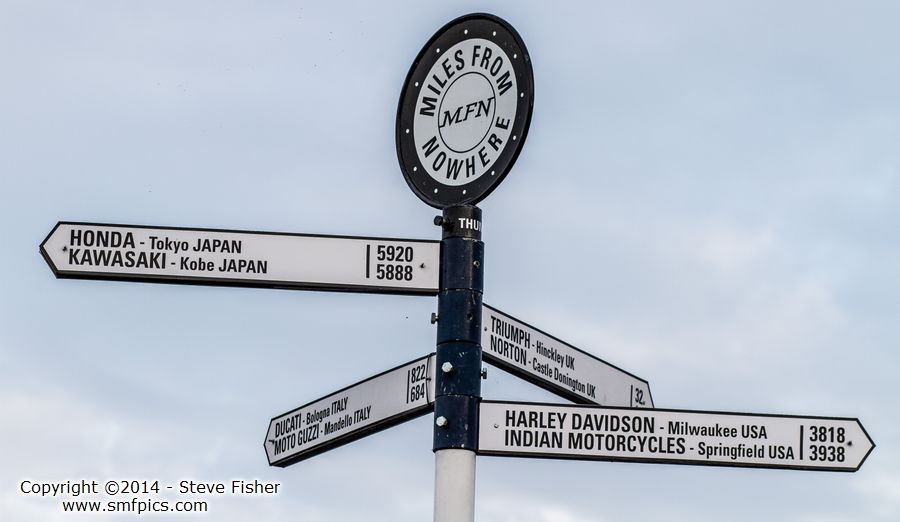 MILES FROM
MFN
NOWHERE
HONDA - Tokyo JAPAN 5920
KAWASAKI - Kobe JAPAN 5888
TRIUMPH - Hinckley UK
NORTON - Castle Donington UK
DUCATI - Bologna ITALY 822
MOTO GUZZI - Mandello ITALY 684
HARLEY DAVIDSON - Milwaukee USA 3818
INDIAN MOTORCYCLES - Springfield USA 3938
Copyright ©2014 - Steve Fisher
www.smfpics.com